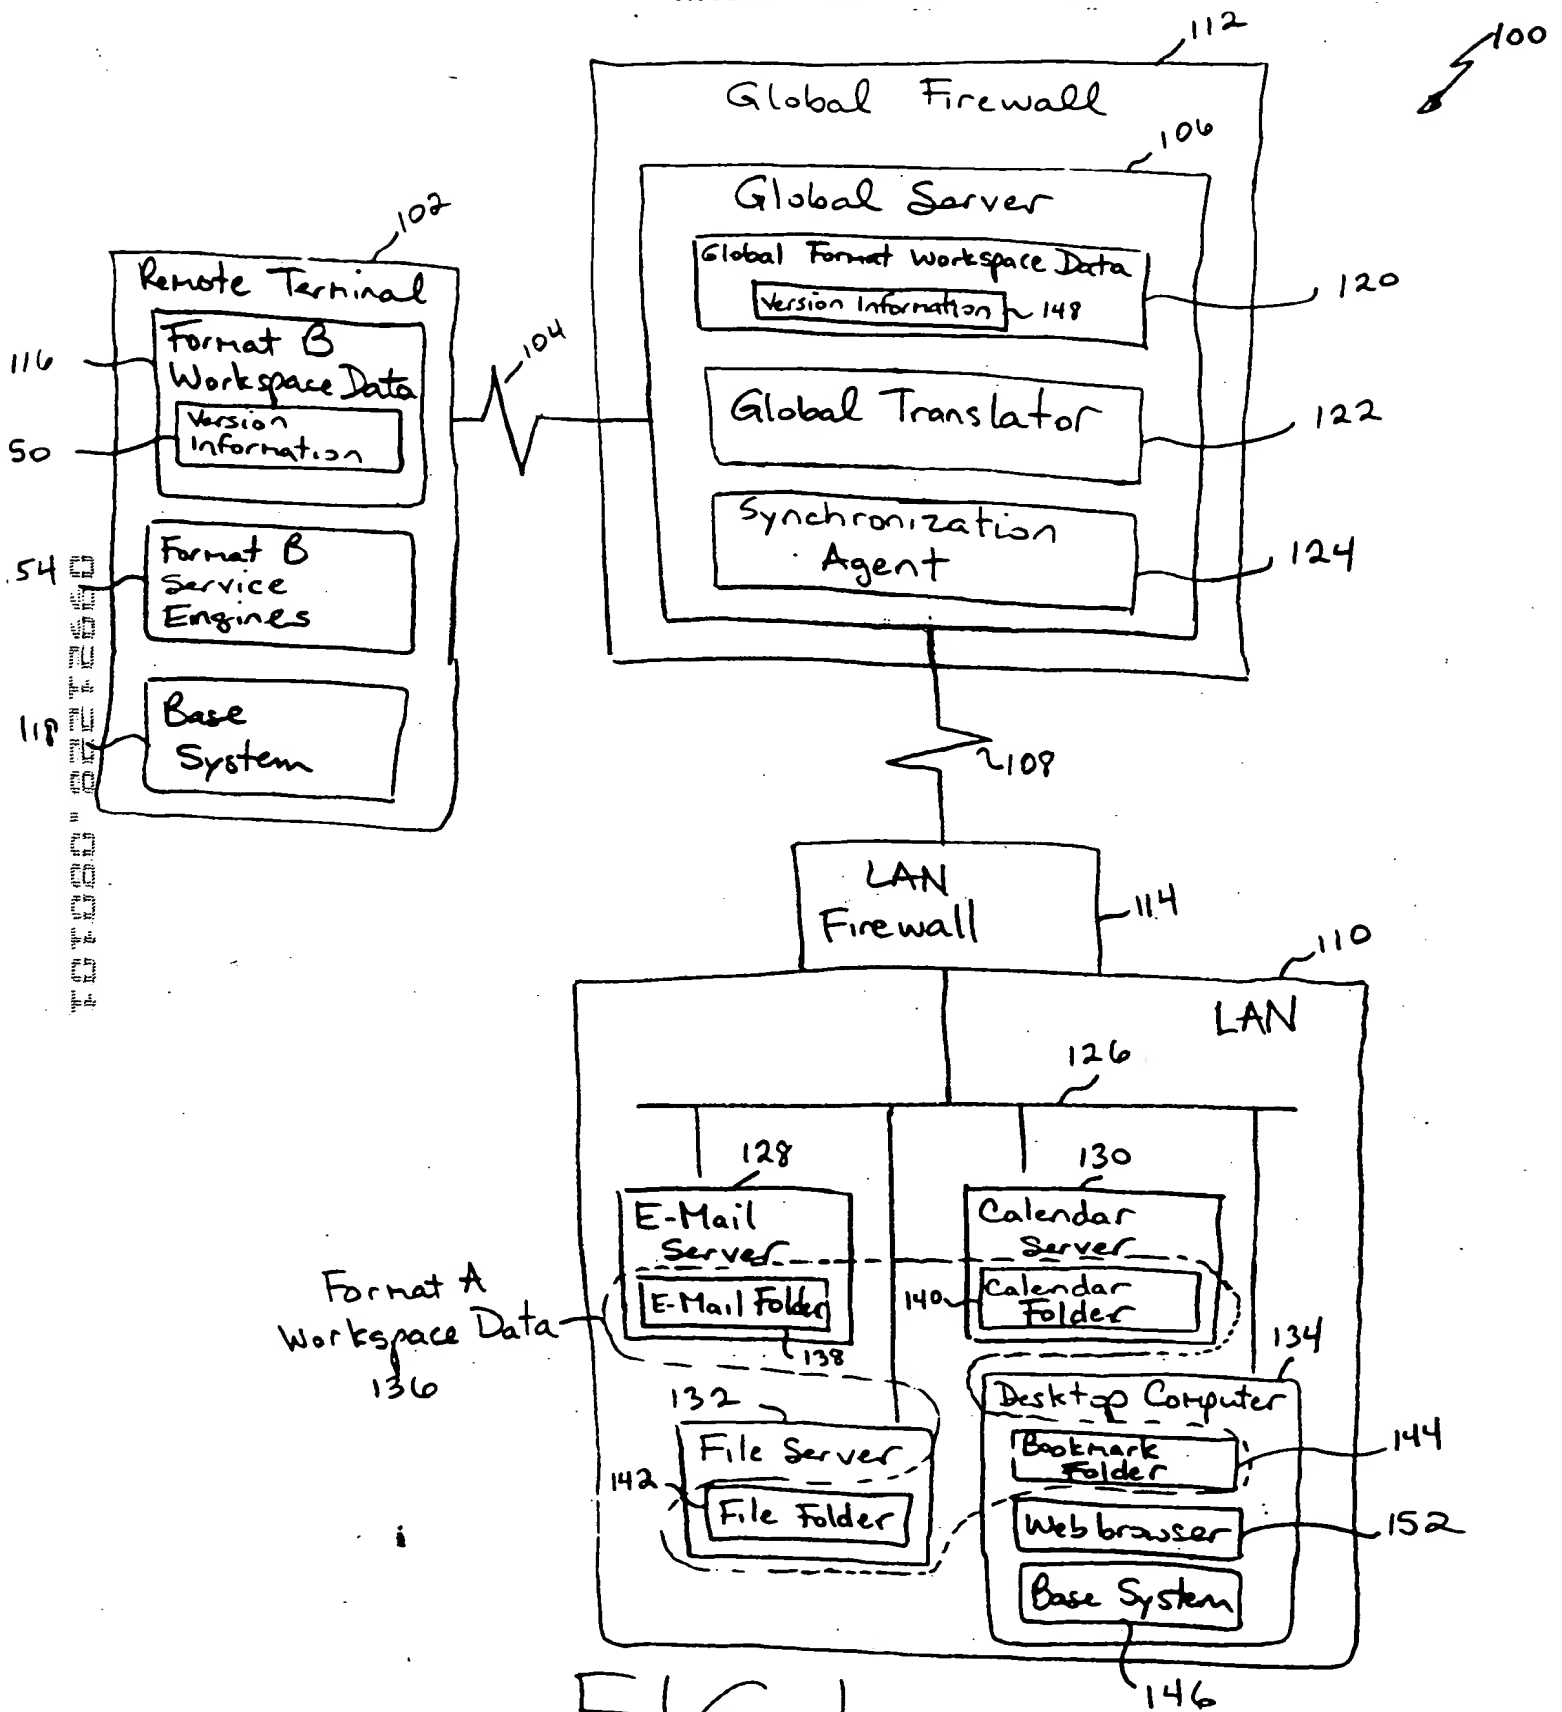 100
112
Global Firewall
106
Global Server
Global Format Workspace Data
Version Information
148
120
Global Translator
122
Synchronization
Agent
124
102
Remote Terminal
Format B
Workspace Data
116
Version
Information
50
Format B
Service
Engines
54
Base
System
118
104
108
LAN
Firewall
114
110
LAN
126
128
E-Mail
Server
E-Mail Folder
138
130
Calendar
Server
Calendar
Folder
140
Format A
Workspace Data
136
132
File Server
142
File Folder
134
Desktop Computer
Bookmark
Folder
144
Web browser
152
Base System
146